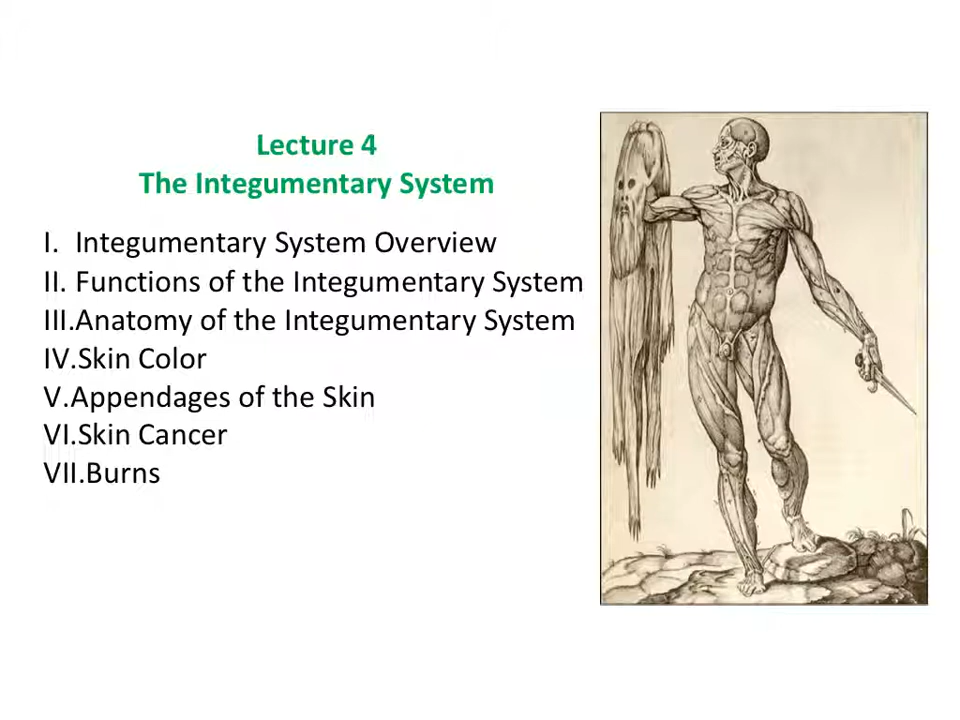 Lecture 4
The Integumentary System
I. Integumentary System Overview
II. Functions of the Integumentary System
III.Anatomy of the Integumentary System
IV.Skin Color
V.Appendages of the Skin
VI.Skin Cancer
VII.Burns